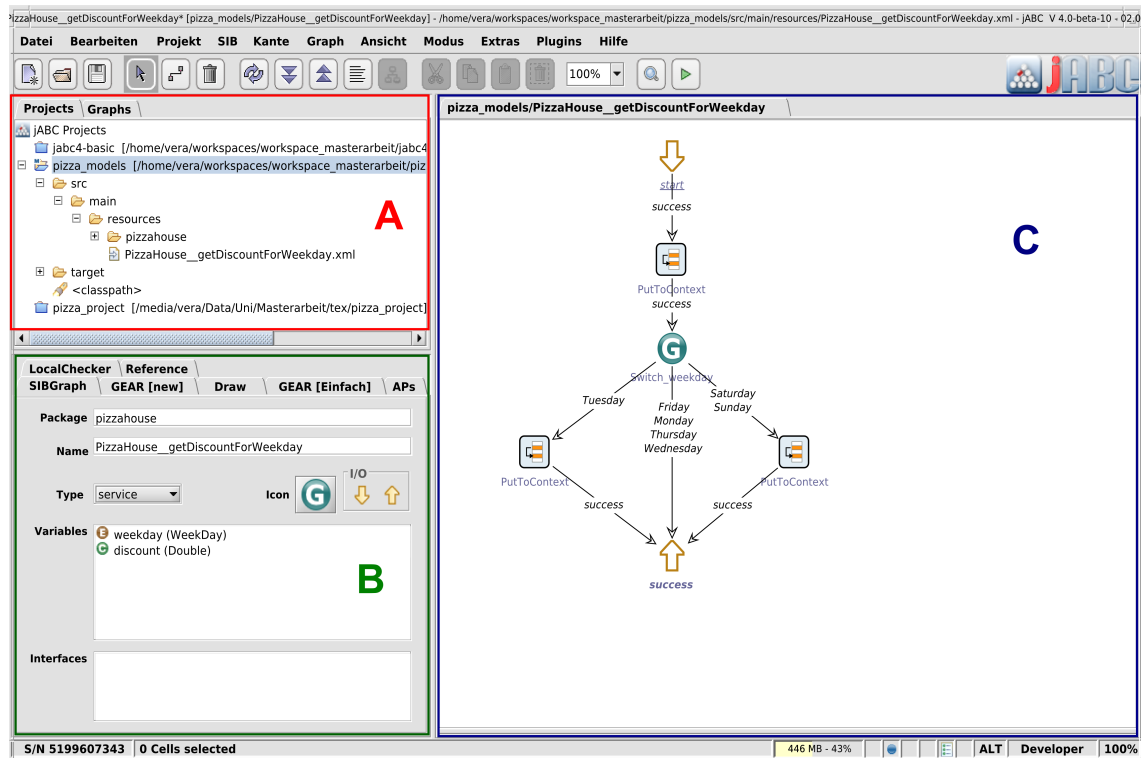 PizzaHouse__getDiscountForWeekday* [pizza_models/PizzaHouse__getDiscountForWeekday] - /home/vera/workspaces/workspace_masterarbeit/pizza_models/src/main/resources/PizzaHouse__getDiscountForWeekday.xml - jABC V 4.0-beta-10 - 02.0
Datei Bearbeiten Projekt SIB Kante Graph Ansicht Modus Extras Plugins Hilfe
100%
jABC
Projects Graphs
jABC Projects
jabc4-basic [/home/vera/workspaces/workspace_masterarbeit/jabc4
pizza_models [/home/vera/workspaces/workspace_masterarbeit/piz
src
main
resources
pizzahouse
PizzaHouse__getDiscountForWeekday.xml
target
<classpath>
pizza_project [/media/vera/Data/Uni/Masterarbeit/tex/pizza_project]
A
LocalChecker Reference
SIBGraph GEAR [new] Draw GEAR [Einfach] APs
Package pizzahouse
Name PizzaHouse__getDiscountForWeekday
Type service Icon G I/O
Variables
E weekday (WeekDay)
C discount (Double)
B
Interfaces
pizza_models/PizzaHouse__getDiscountForWeekday
C
start
success
PutToContext
success
G
Switch_weekday
Tuesday
Friday
Monday
Thursday
Wednesday
Saturday
Sunday
PutToContext
PutToContext
success
success
success
S/N 5199607343 0 Cells selected 446 MB - 43% ALT Developer 100%